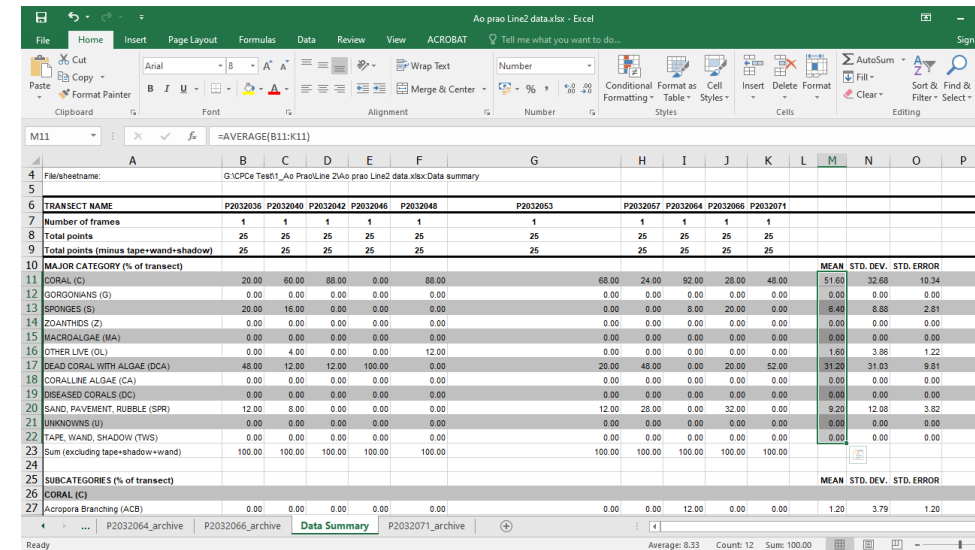 Ao prao Line2 data.xlsx - Excel
File Home Insert Page Layout Formulas Data Review View ACROBAT Tell me what you want to do... Sign
Cut
Copy
Format Painter
Paste
Clipboard
Arial 8
B I U
Font
Wrap Text
Merge & Center
Alignment
Number
% ,
Number
Conditional Formatting
Format as Table
Cell Styles
Styles
Insert Delete Format
Cells
AutoSum
Fill
Clear
Sort & Filter
Find & Select
Editing
M11 fx =AVERAGE(B11:K11)
A B C D E F G H I J K L M N O P
4 File/sheetname: G:\CPCe Test\1_Ao Prao\Line 2\Ao prao Line2 data.xlsx:Data summary
5
6 TRANSECT NAME P2032036 P2032040 P2032042 P2032046 P2032048 P2032053 P2032057 P2032064 P2032066 P2032071
7 Number of frames 1 1 1 1 1 1 1 1 1 1
8 Total points 25 25 25 25 25 25 25 25 25 25
9 Total points (minus tape+wand+shadow) 25 25 25 25 25 25 25 25 25 25
10 MAJOR CATEGORY (% of transect) MEAN STD. DEV. STD. ERROR
11 CORAL (C) 20.00 60.00 88.00 0.00 88.00 68.00 24.00 92.00 28.00 48.00 51.60 32.68 10.34
12 GORGONIANS (G) 0.00 0.00 0.00 0.00 0.00 0.00 0.00 0.00 0.00 0.00 0.00 0.00 0.00
13 SPONGES (S) 20.00 16.00 0.00 0.00 0.00 0.00 0.00 8.00 20.00 0.00 6.40 8.88 2.81
14 ZOANTHIDS (Z) 0.00 0.00 0.00 0.00 0.00 0.00 0.00 0.00 0.00 0.00 0.00 0.00 0.00
15 MACROALGAE (MA) 0.00 0.00 0.00 0.00 0.00 0.00 0.00 0.00 0.00 0.00 0.00 0.00 0.00
16 OTHER LIVE (OL) 0.00 4.00 0.00 0.00 12.00 0.00 0.00 0.00 0.00 0.00 1.60 3.86 1.22
17 DEAD CORAL WITH ALGAE (DCA) 48.00 12.00 12.00 100.00 0.00 20.00 48.00 0.00 20.00 52.00 31.20 31.03 9.81
18 CORALLINE ALGAE (CA) 0.00 0.00 0.00 0.00 0.00 0.00 0.00 0.00 0.00 0.00 0.00 0.00 0.00
19 DISEASED CORALS (DC) 0.00 0.00 0.00 0.00 0.00 0.00 0.00 0.00 0.00 0.00 0.00 0.00 0.00
20 SAND, PAVEMENT, RUBBLE (SPR) 12.00 8.00 0.00 0.00 0.00 12.00 28.00 0.00 32.00 0.00 9.20 12.08 3.82
21 UNKNOWNS (U) 0.00 0.00 0.00 0.00 0.00 0.00 0.00 0.00 0.00 0.00 0.00 0.00 0.00
22 TAPE, WAND, SHADOW (TWS) 0.00 0.00 0.00 0.00 0.00 0.00 0.00 0.00 0.00 0.00 0.00 0.00 0.00
23 Sum (excluding tape+shadow+wand) 100.00 100.00 100.00 100.00 100.00 100.00 100.00 100.00 100.00 100.00
24
25 SUBCATEGORIES (% of transect) MEAN STD. DEV. STD. ERROR
26 CORAL (C)
27 Acropora Branching (ACB) 0.00 0.00 0.00 0.00 0.00 0.00 0.00 12.00 0.00 0.00 1.20 3.79 1.20
... P2032064_archive P2032066_archive Data Summary P2032071_archive
Ready Average: 8.33 Count: 12 Sum: 100.00